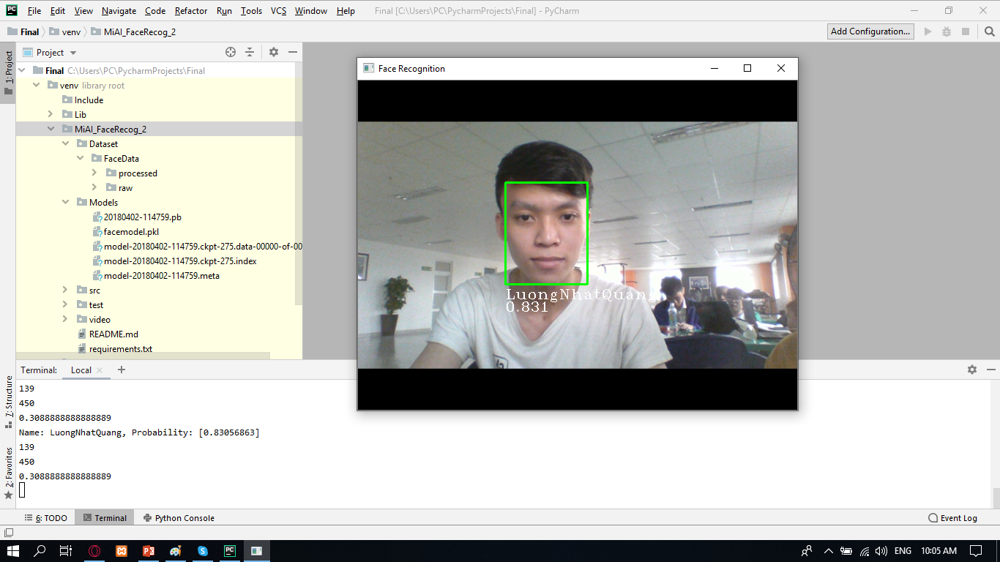 File Edit View Navigate Code Refactor Run Tools VCS Window Help Final [C:\Users\PC\PycharmProjects\Final] - PyCharm
Final venv MiAI_FaceRecog_2 Add Configuration...
1: Project
Project
Final C:\Users\PC\PycharmProjects\Final
venv library root
Include
Lib
MiAI_FaceRecog_2
Dataset
FaceData
processed
raw
Models
20180402-114759.pb
facemodel.pkl
model-20180402-114759.ckpt-275.data-00000-of-00
model-20180402-114759.ckpt-275.index
model-20180402-114759.meta
src
test
video
README.md
requirements.txt
Face Recognition
LuongNhatQuang
0.831
7: Structure
2: Favorites
Terminal: Local
139
450
0.3088888888888889
Name: LuongNhatQuang, Probability: [0.83056863]
139
450
0.3088888888888889
6: TODO Terminal Python Console Event Log
ENG 10:05 AM